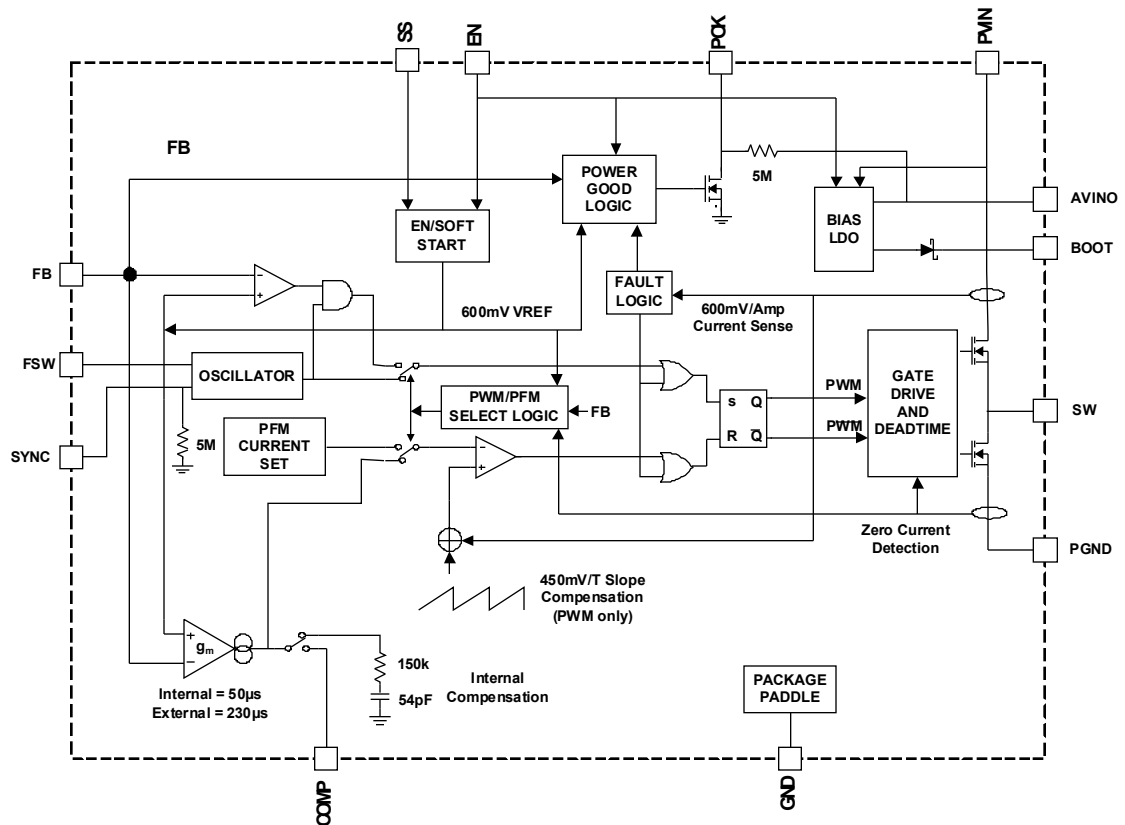 SS
EN
PCK
PVIN
FB
5M
POWER
GOOD
LOGIC
EN/SOFT
START
BIAS
LDO
AVINO
BOOT
FB
FAULT
LOGIC
600mV VREF
600mV/Amp
Current Sense
FSW
OSCILLATOR
GATE
DRIVE
AND
DEADTIME
PWM/PFM
SELECT LOGIC
FB
S Q
R Q
PWM
PWM
SW
PFM
CURRENT
SET
5M
SYNC
−
+
−
+
Zero Current
Detection
PGND
450mV/T Slope
Compensation
(PWM only)
+
gm
−
150k
54pF
Internal
Compensation
Internal = 50µs
External = 230µs
PACKAGE
PADDLE
COMP
GND